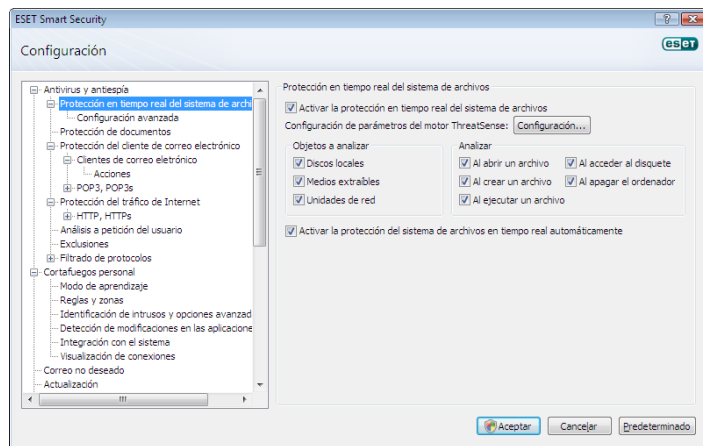 ESET Smart Security
Configuración
eseT
Antivirus y antiespía
Protección en tiempo real del sistema de archi
Configuración avanzada
Protección de documentos
Protección del cliente de correo electrónico
Clientes de correo eletrónico
Acciones
POP3, POP3s
Protección del tráfico de Internet
HTTP, HTTPs
Análisis a petición del usuario
Exclusiones
Filtrado de protocolos
Cortafuegos personal
Modo de aprendizaje
Reglas y zonas
Identificación de intrusos y opciones avanzad
Detección de modificaciones en las aplicacione
Integración con el sistema
Visualización de conexiones
Correo no deseado
Actualización
Protección en tiempo real del sistema de archivos
Activar la protección en tiempo real del sistema de archivos
Configuración de parámetros del motor ThreatSense: Configuración...
Objetos a analizar
Discos locales
Medios extraíbles
Unidades de red
Analizar
Al abrir un archivo Al acceder al disquete
Al crear un archivo Al apagar el ordenador
Al ejecutar un archivo
Activar la protección del sistema de archivos en tiempo real automáticamente
Aceptar Cancelar Predeterminado